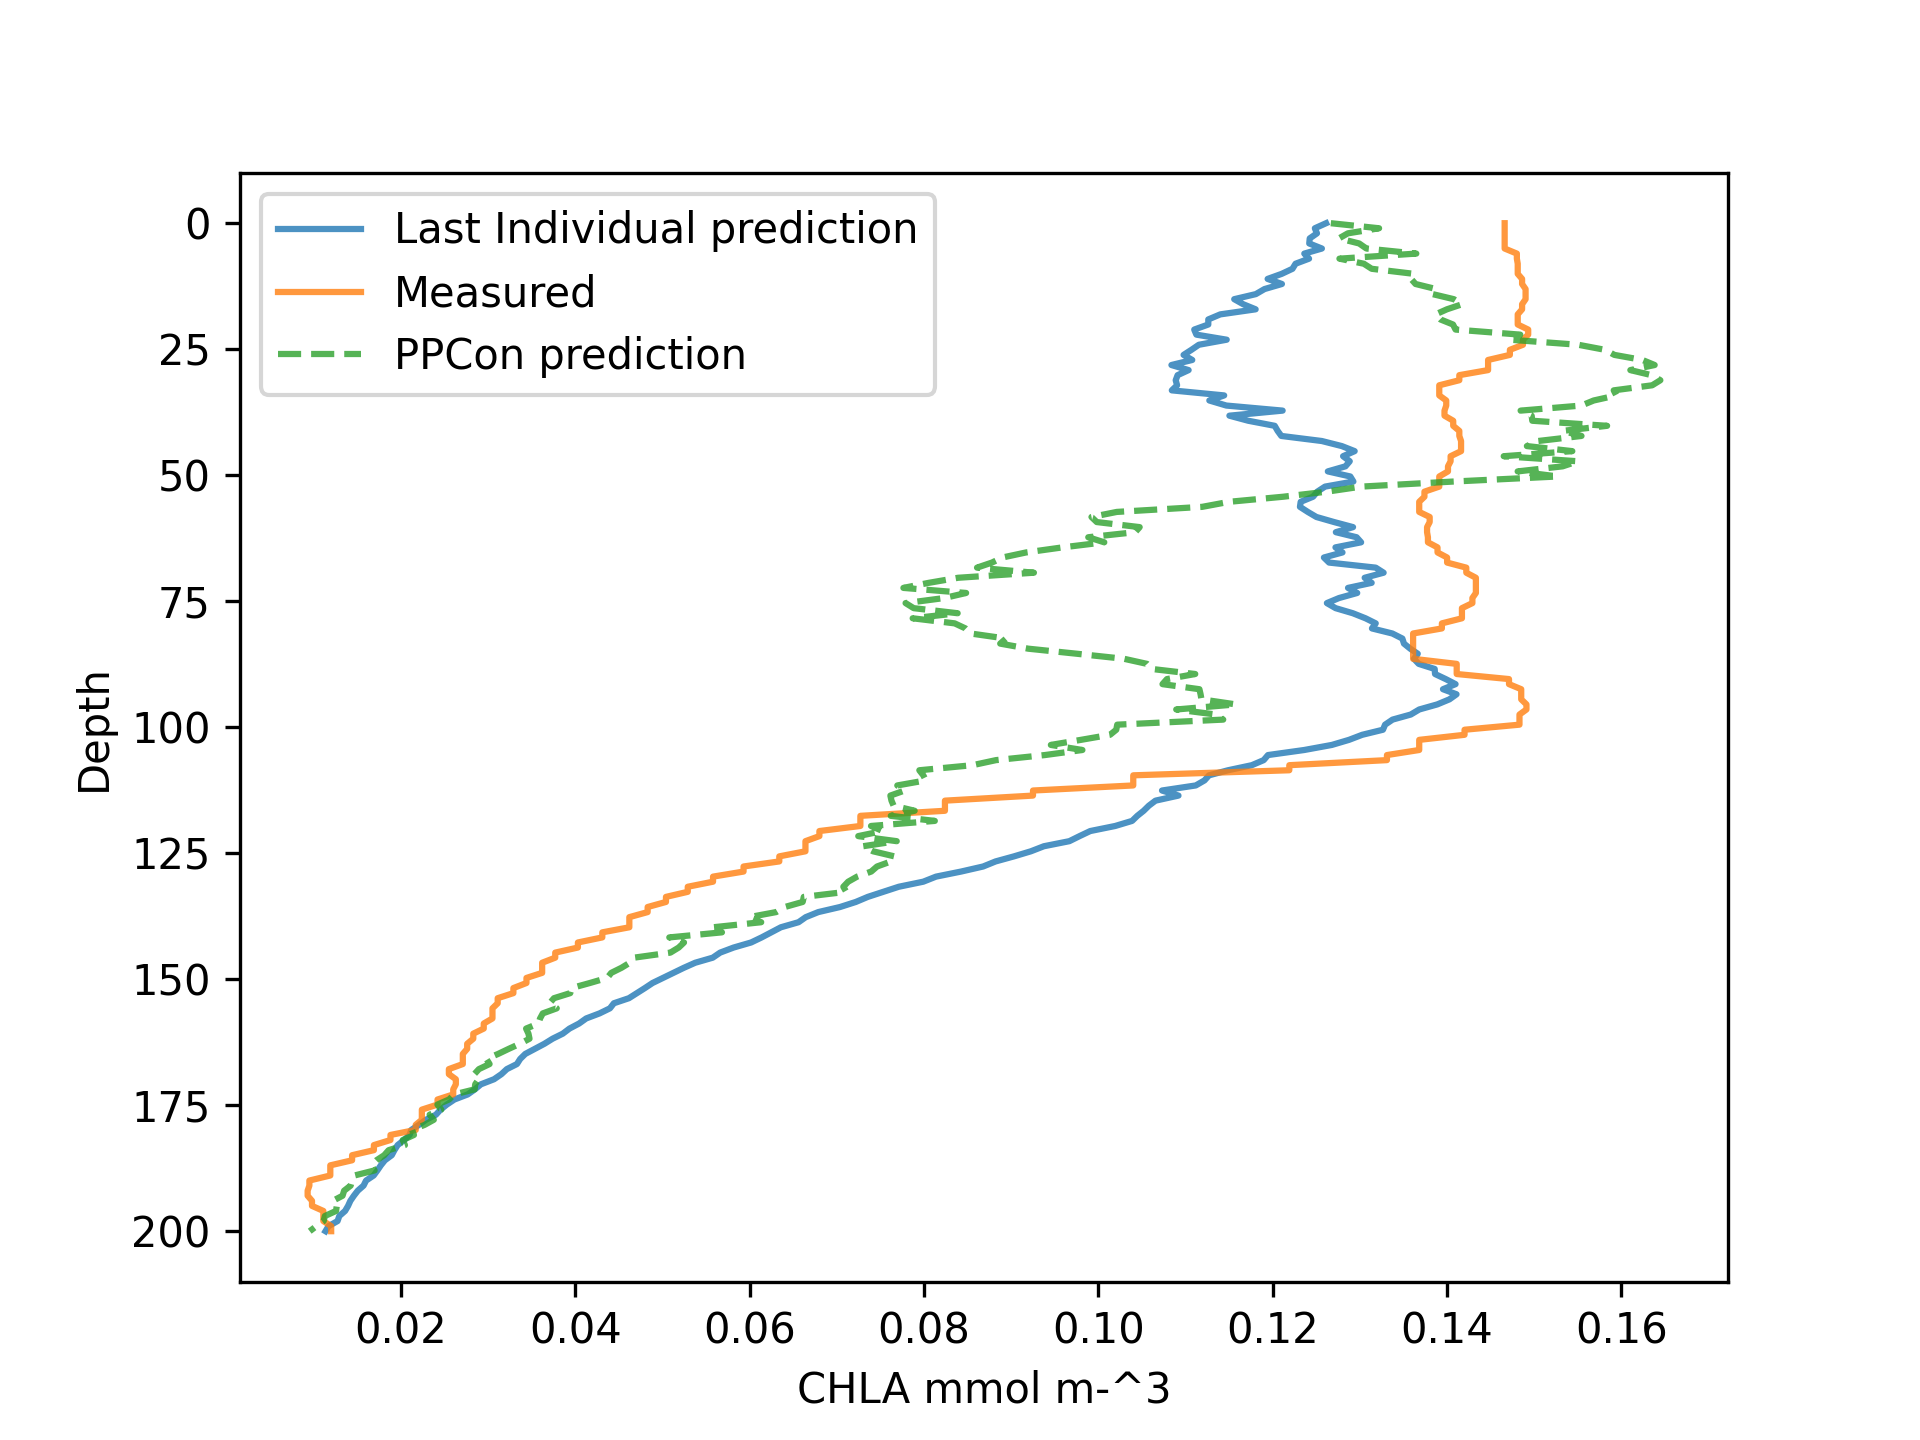 Last Individual prediction
Measured
PPCon prediction
0
25
50
75
100
125
150
175
200
Depth
0.02 0.04 0.06 0.08 0.10 0.12 0.14 0.16
CHLA mmol m-^3